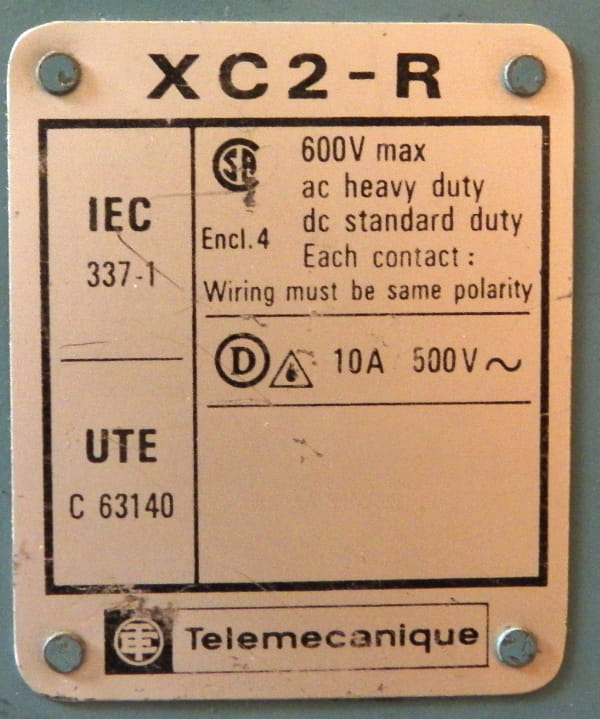 XC2-R
IEC
337-1
UTE
C 63140
SA
600V max
ac heavy duty
Encl.4
dc standard duty
Each contact:
Wiring must be same polarity
D 10A 500V~
Telemecanique